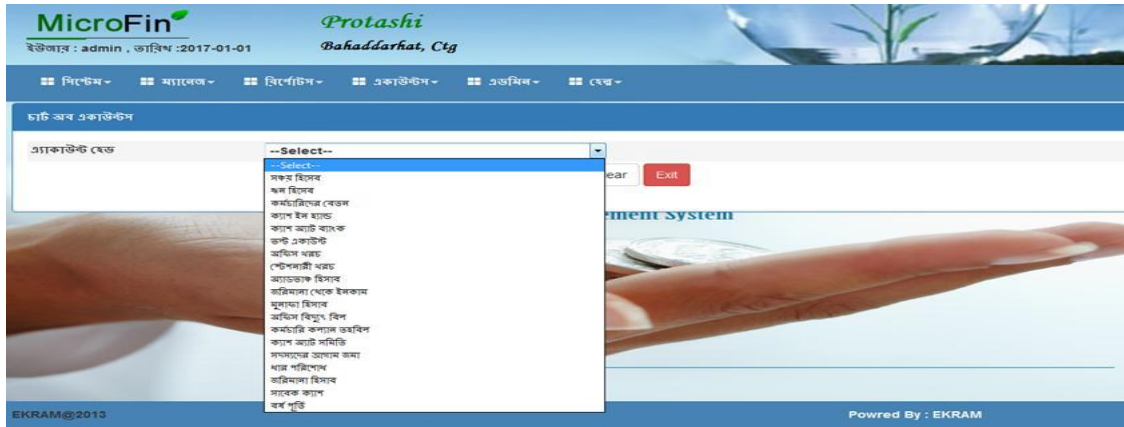 MicroFin
Protashi
ইউজার : admin , তারিখ :2017-01-01
Bahaddarhat, Ctg
সিস্টেম
ম্যানেজ
রিপোর্টস
একাউন্টস
এডমিন
হেল্প
চার্ট অব একাউন্টস
এ্যাকাউন্ট হেড
--Select--
--Select--
সঞ্চয় হিসেব
ঋন হিসেব
কর্মচারিদের বেতন
ক্যাশ ইন হ্যান্ড
ক্যাশ অ্যাট ব্যাংক
ভল্ট একাউন্ট
অফিস খরচ
স্টেশনারী খরচ
অ্যাডভান্স হিসাব
জরিমানা থেকে ইনকাম
মুনাফা হিসাব
অফিস বিদ্যুৎ বিল
কর্মচারি কল্যান তহবিল
ক্যাশ অ্যাট সমিতি
সদস্যদের আগাম জমা
ধার পরিশোধ
জরিমানা হিসাব
সাবেক ক্যাশ
বর্ষ পূর্তি
ear
Exit
ement System
EKRAM@2013
Powred By : EKRAM